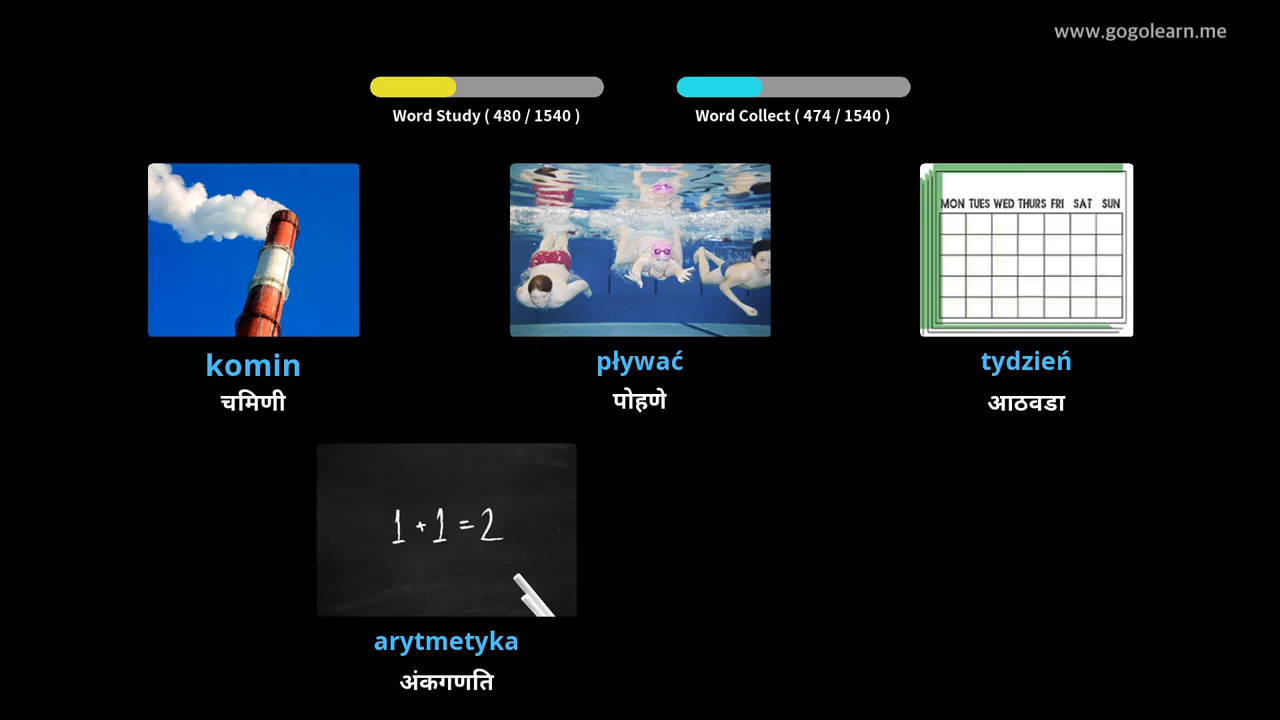 www.gogolearn.me
Word Study ( 480 / 1540 )
Word Collect ( 474 / 1540 )
komin
pływać
tydzień
चमिणी
पोहणे
आठवडा
MON TUES WED THURS FRI SAT SUN
1 + 1 = 2
arytmetyka
अंकगणति